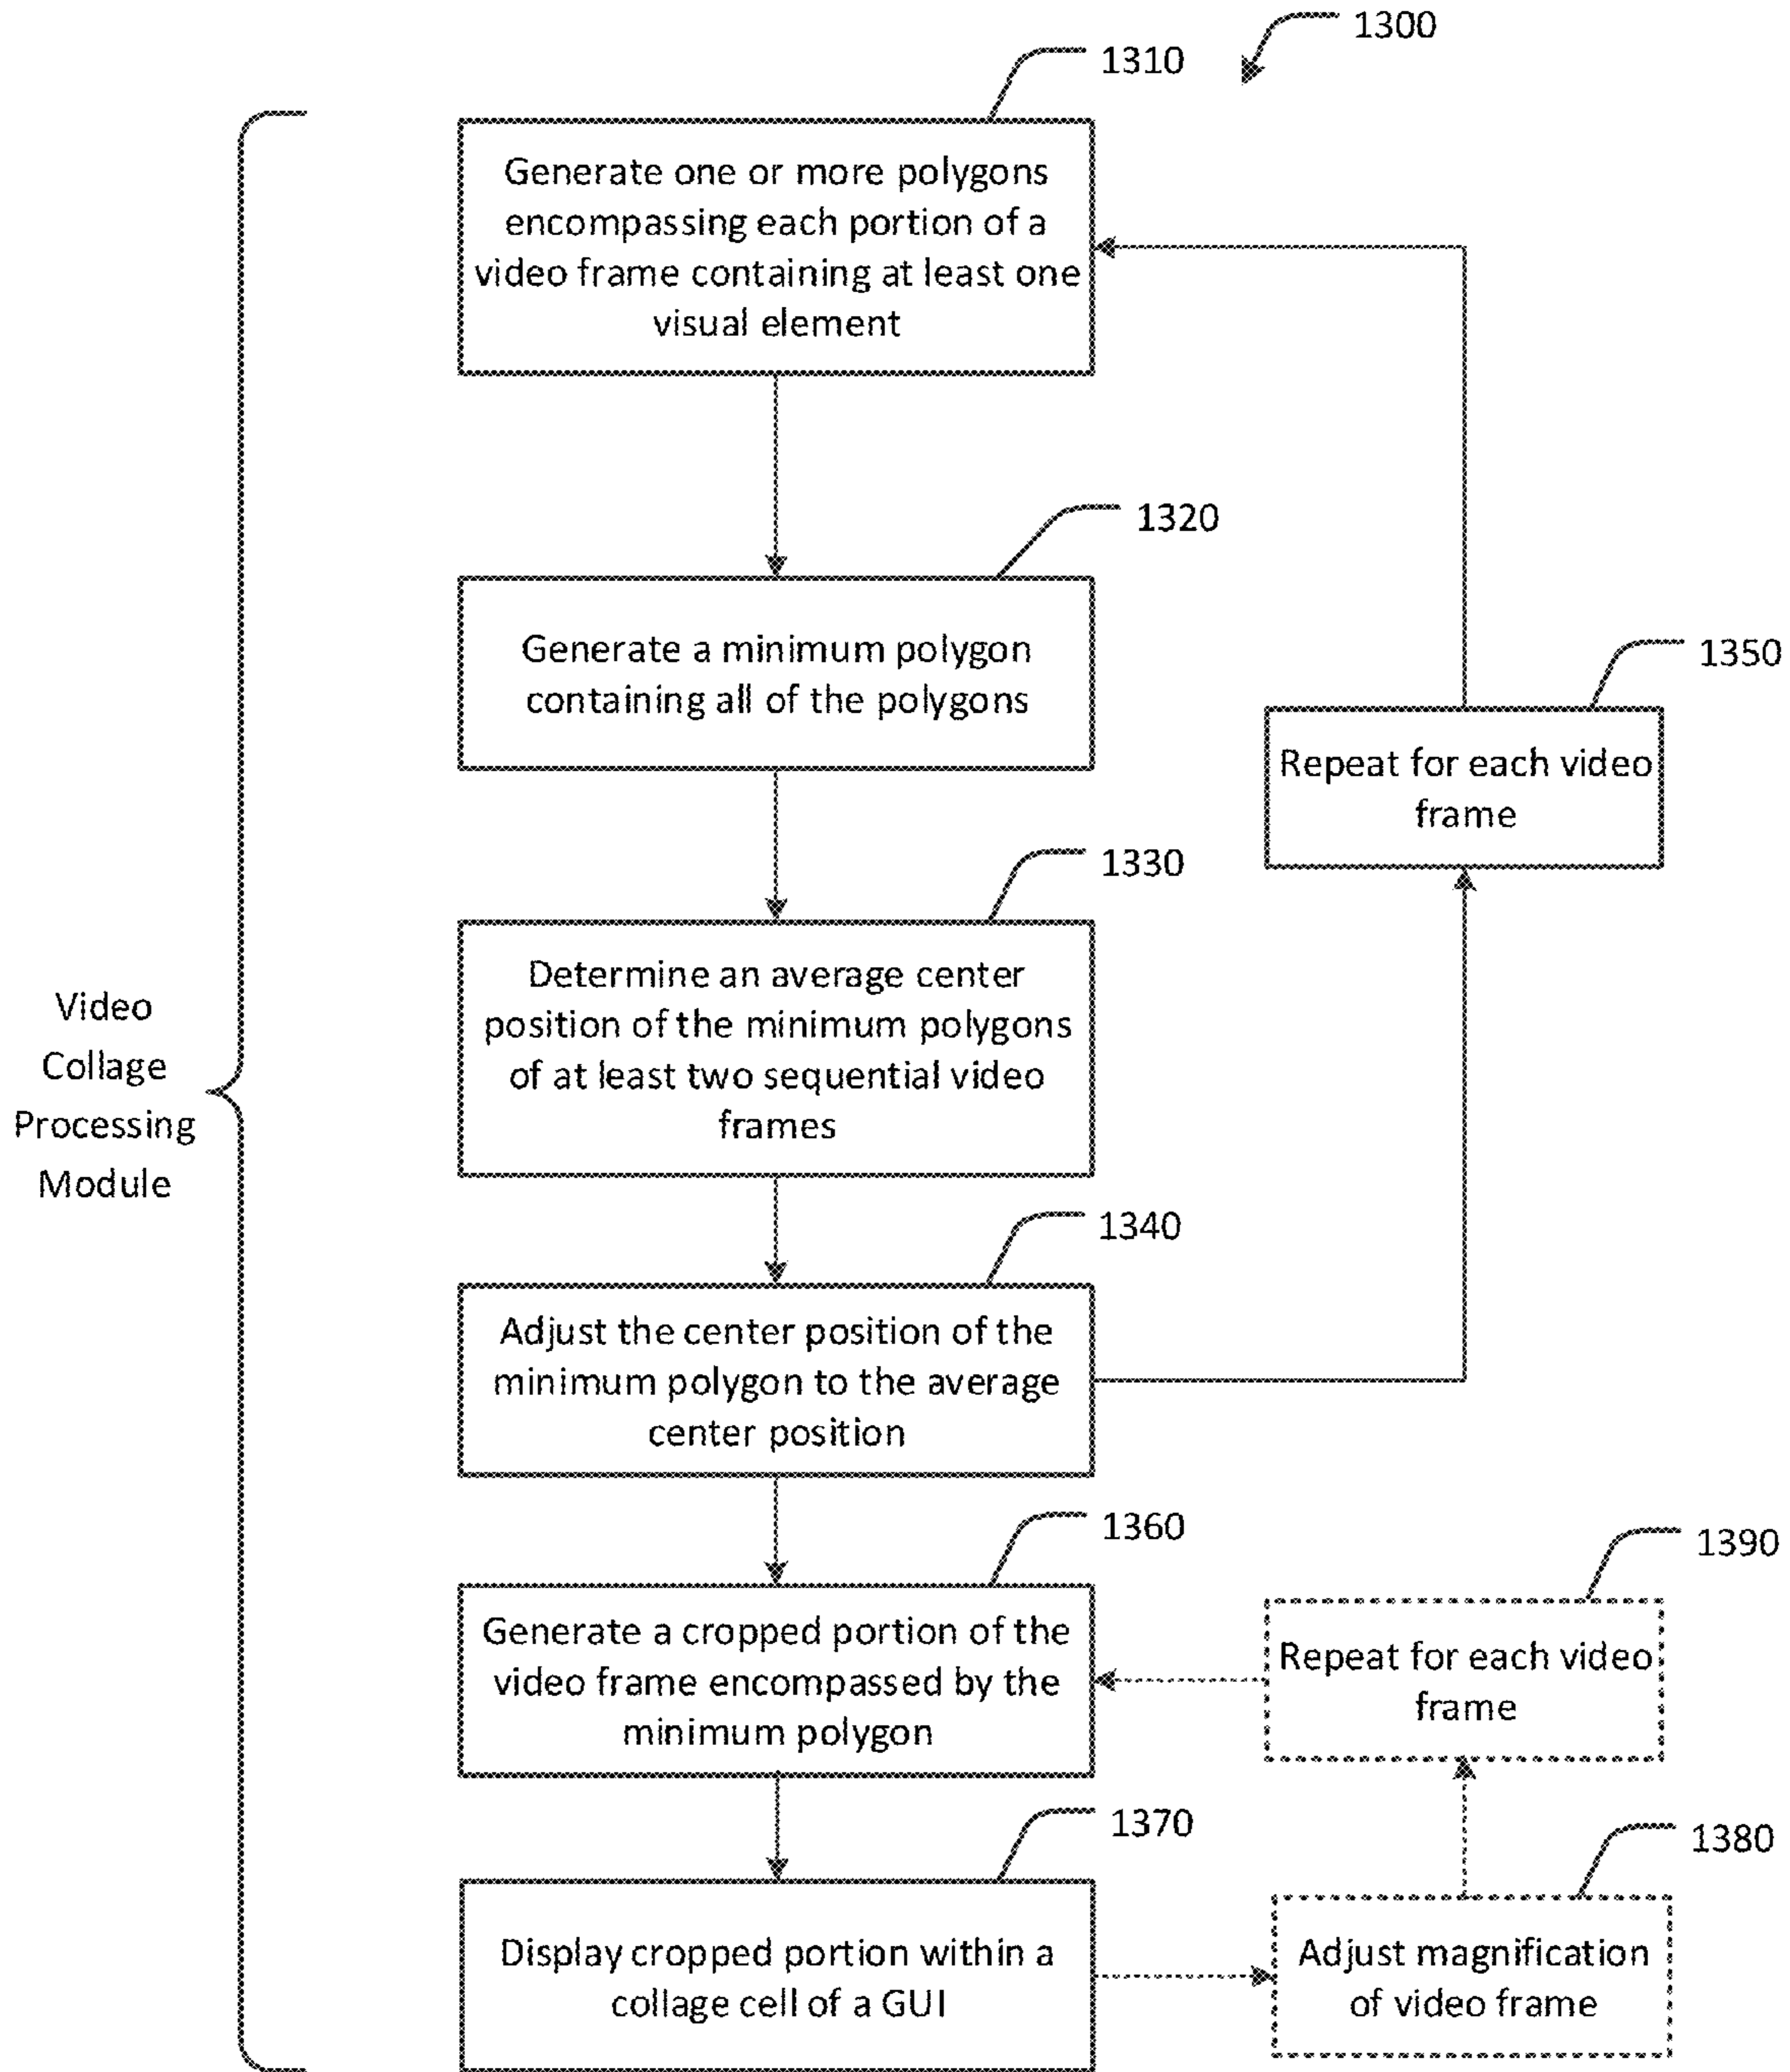 1300
1310
Generate one or more polygons
encompassing each portion of a
video frame containing at least one
visual element
1320
Generate a minimum polygon
containing all of the polygons
1350
Repeat for each video
frame
1330
Determine an average center
position of the minimum polygons
of at least two sequential video
frames
Video
Collage
Processing
Module
1340
Adjust the center position of the
minimum polygon to the average
center position
1360
Generate a cropped portion of the
video frame encompassed by the
minimum polygon
1390
Repeat for each video
frame
1370
Display cropped portion within a
collage cell of a GUI
1380
Adjust magnification
of video frame